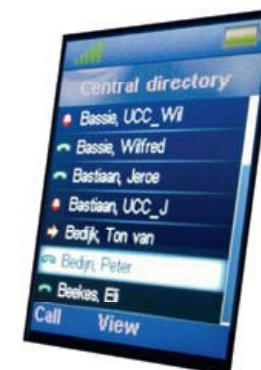 Central directory
Bassie, UCC_Wil
Bassie, Wilfred
Bastiaan, Jeroe
Bastiaan, UCC_J
Bedijk, Ton van
Bedijn, Peter
Beekes, Eli
Call View